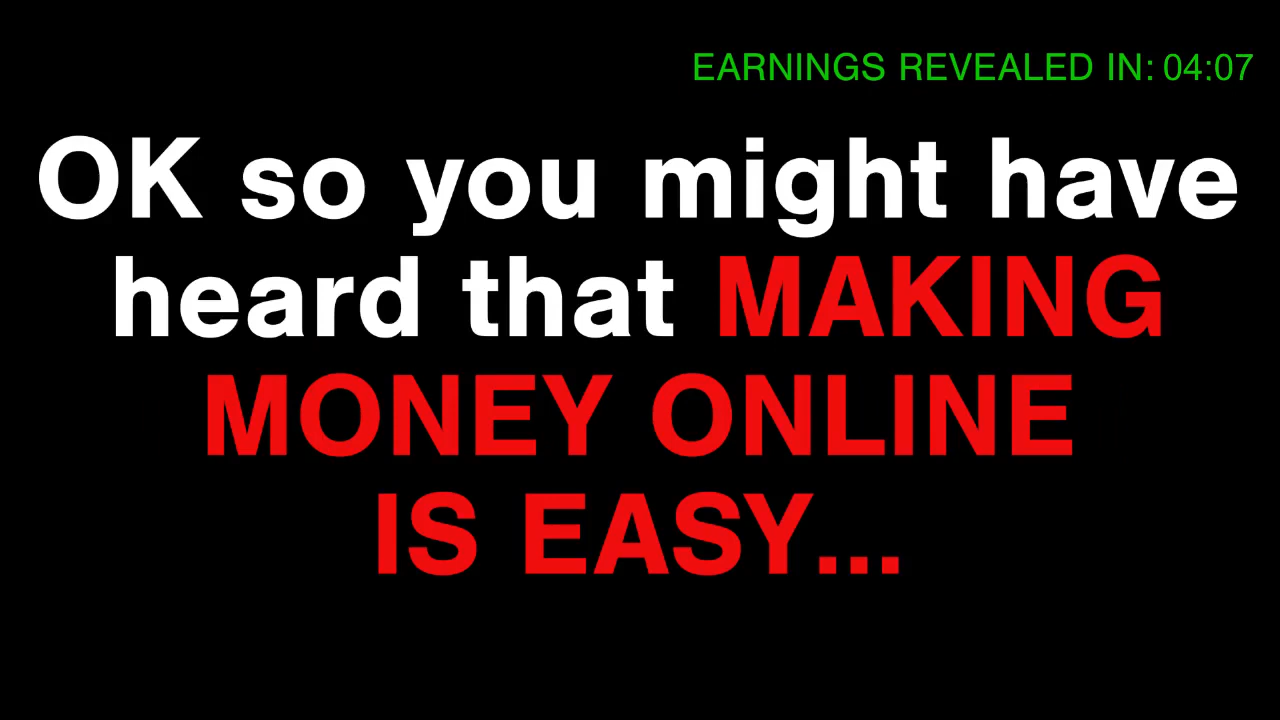 EARNINGS REVEALED IN: 04:07
OK so you might have
heard that MAKING
MONEY ONLINE
IS EASY...